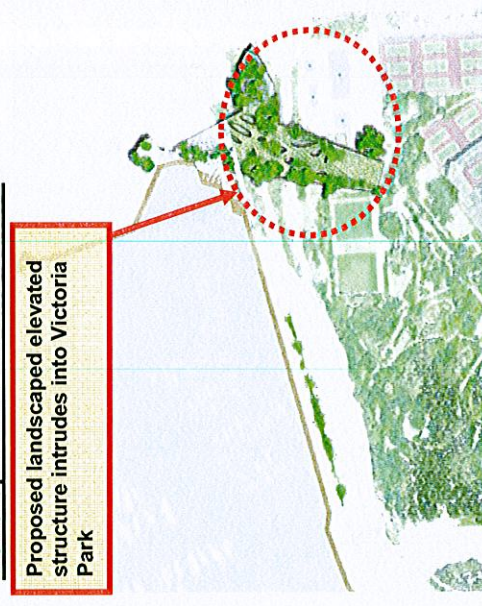 Proposed landscaped elevated
structure intrudes into Victoria
Park